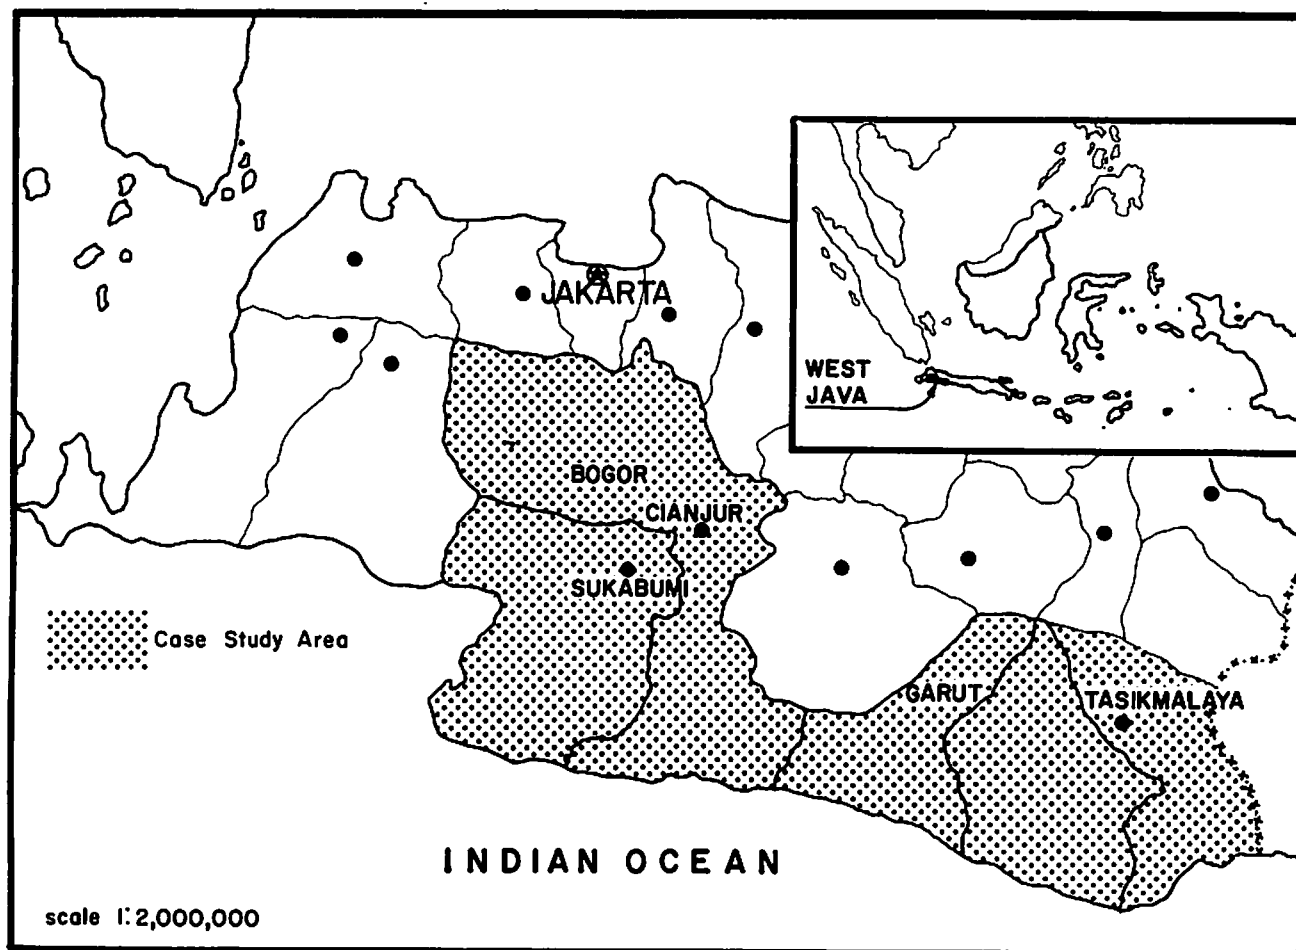 JAKARTA
WEST
JAVA
BOGOR
CIANJUR
SUKABUMI
Case Study Area
GARUT
TASIKMALAYA
INDIAN OCEAN
scale 1:2,000,000